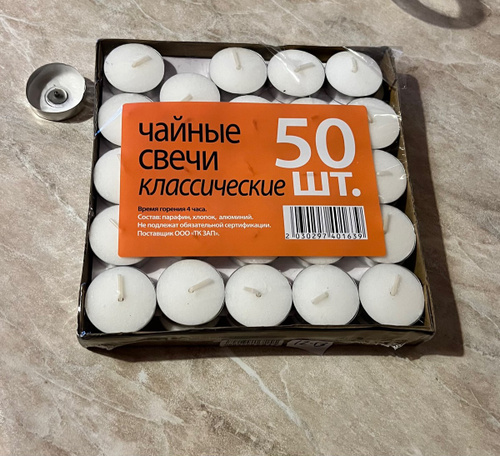 чайные
свечи
классические
50
шт.
Время горения 4 часа.
Состав: парафин, хлопок, алюминий.
Не подлежат обязательной сертификации.
Поставщик ООО «ТК ЗАП».
2 030297 401639